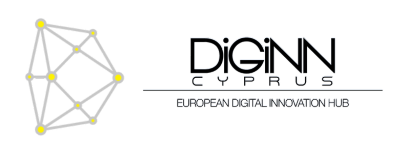 DiGiNN
CYPRUS
EUROPEAN DIGITAL INNOVATION HUB